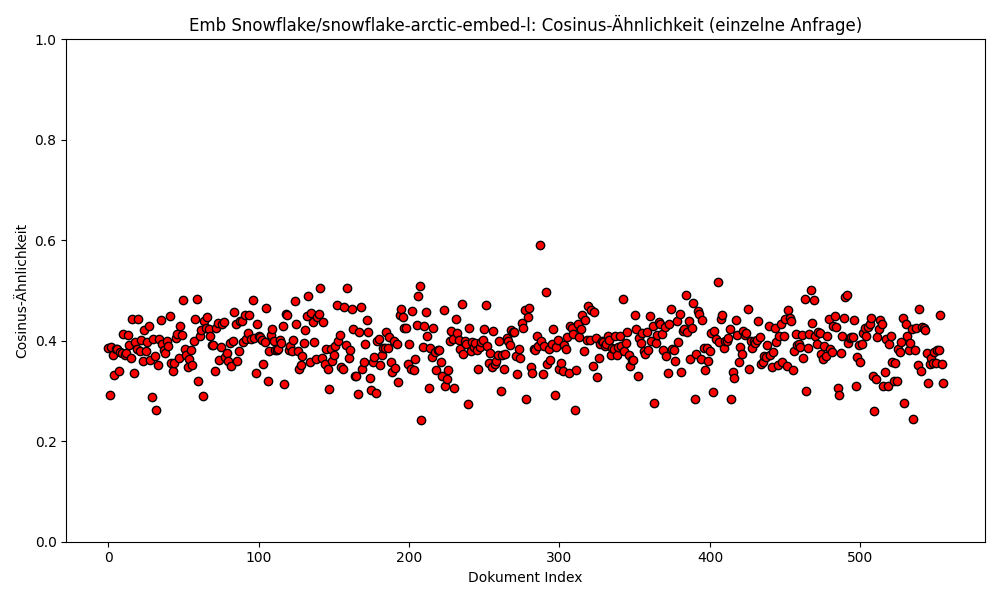 Emb Snowflake/snowflake-arctic-embed-l: Cosinus-Ähnlichkeit (einzelne Anfrage)
1.0
0.8
0.6
0.4
0.2
0.0
Cosinus-Ähnlichkeit
0 100 200 300 400 500
Dokument Index